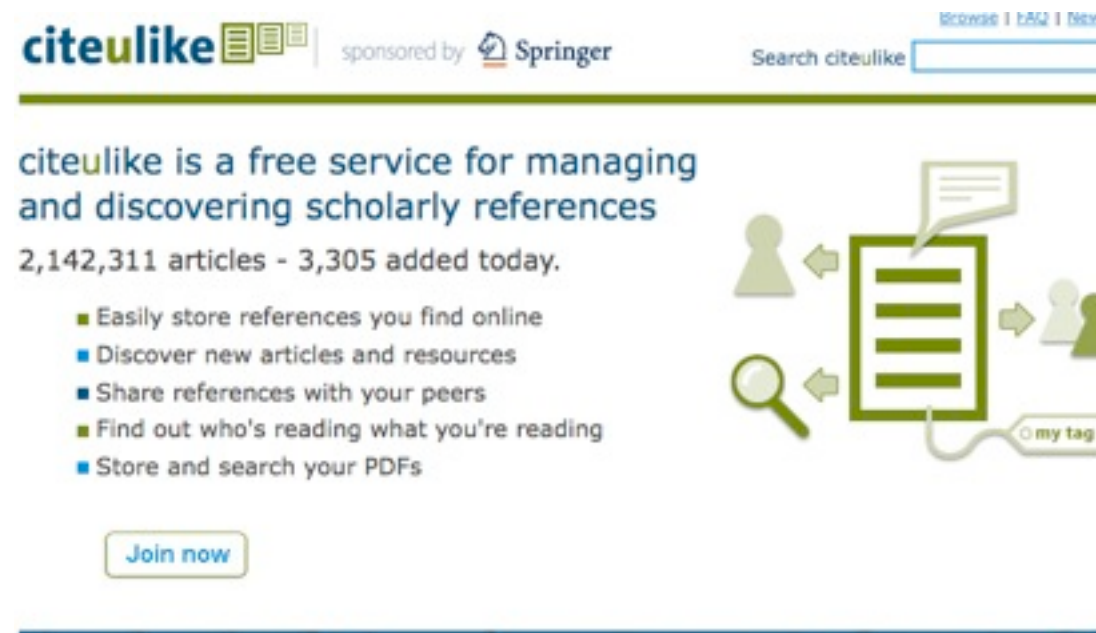 Browse | FAQ | New
citeulike sponsored by Springer
Search citeulike
citeulike is a free service for managing
and discovering scholarly references
2,142,311 articles - 3,305 added today.
Easily store references you find online
Discover new articles and resources
Share references with your peers
Find out who's reading what you're reading
Store and search your PDFs
my tag
Join now